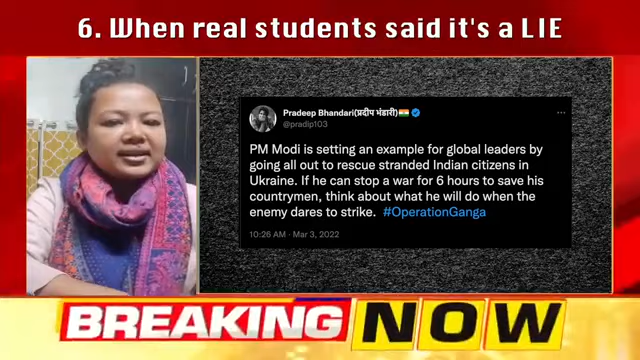 6. When real students said it's a LIE
Pradeep Bhandari(प्रदीप भंडारी)🇮🇳
@pradip103
PM Modi is setting an example for global leaders by
going all out to rescue stranded Indian citizens in
Ukraine. If he can stop a war for 6 hours to save his
countrymen, think about what he will do when the
enemy dares to strike. #OperationGanga
10:26 AM · Mar 3, 2022
BREAKING NOW